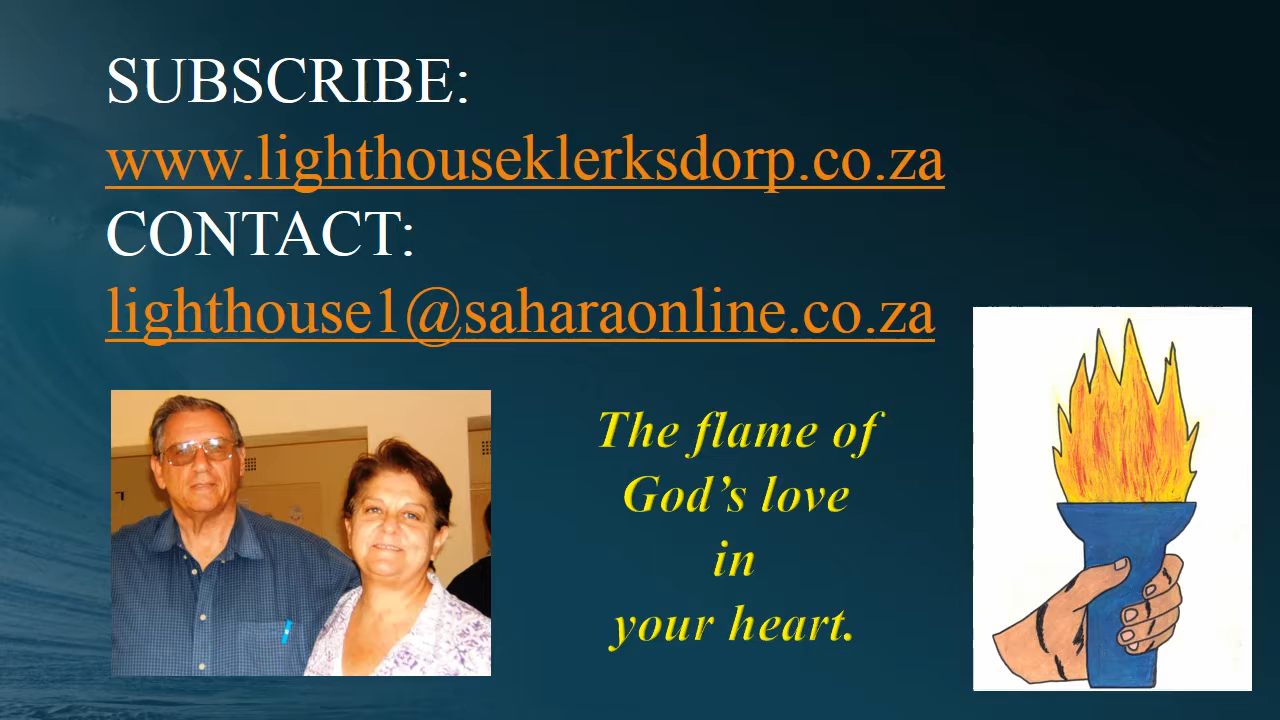 SUBSCRIBE:
www.lighthouseklerksdorp.co.za
CONTACT:
lighthouse1@saharaonline.co.za
The flame of
God’s love
in
your heart.